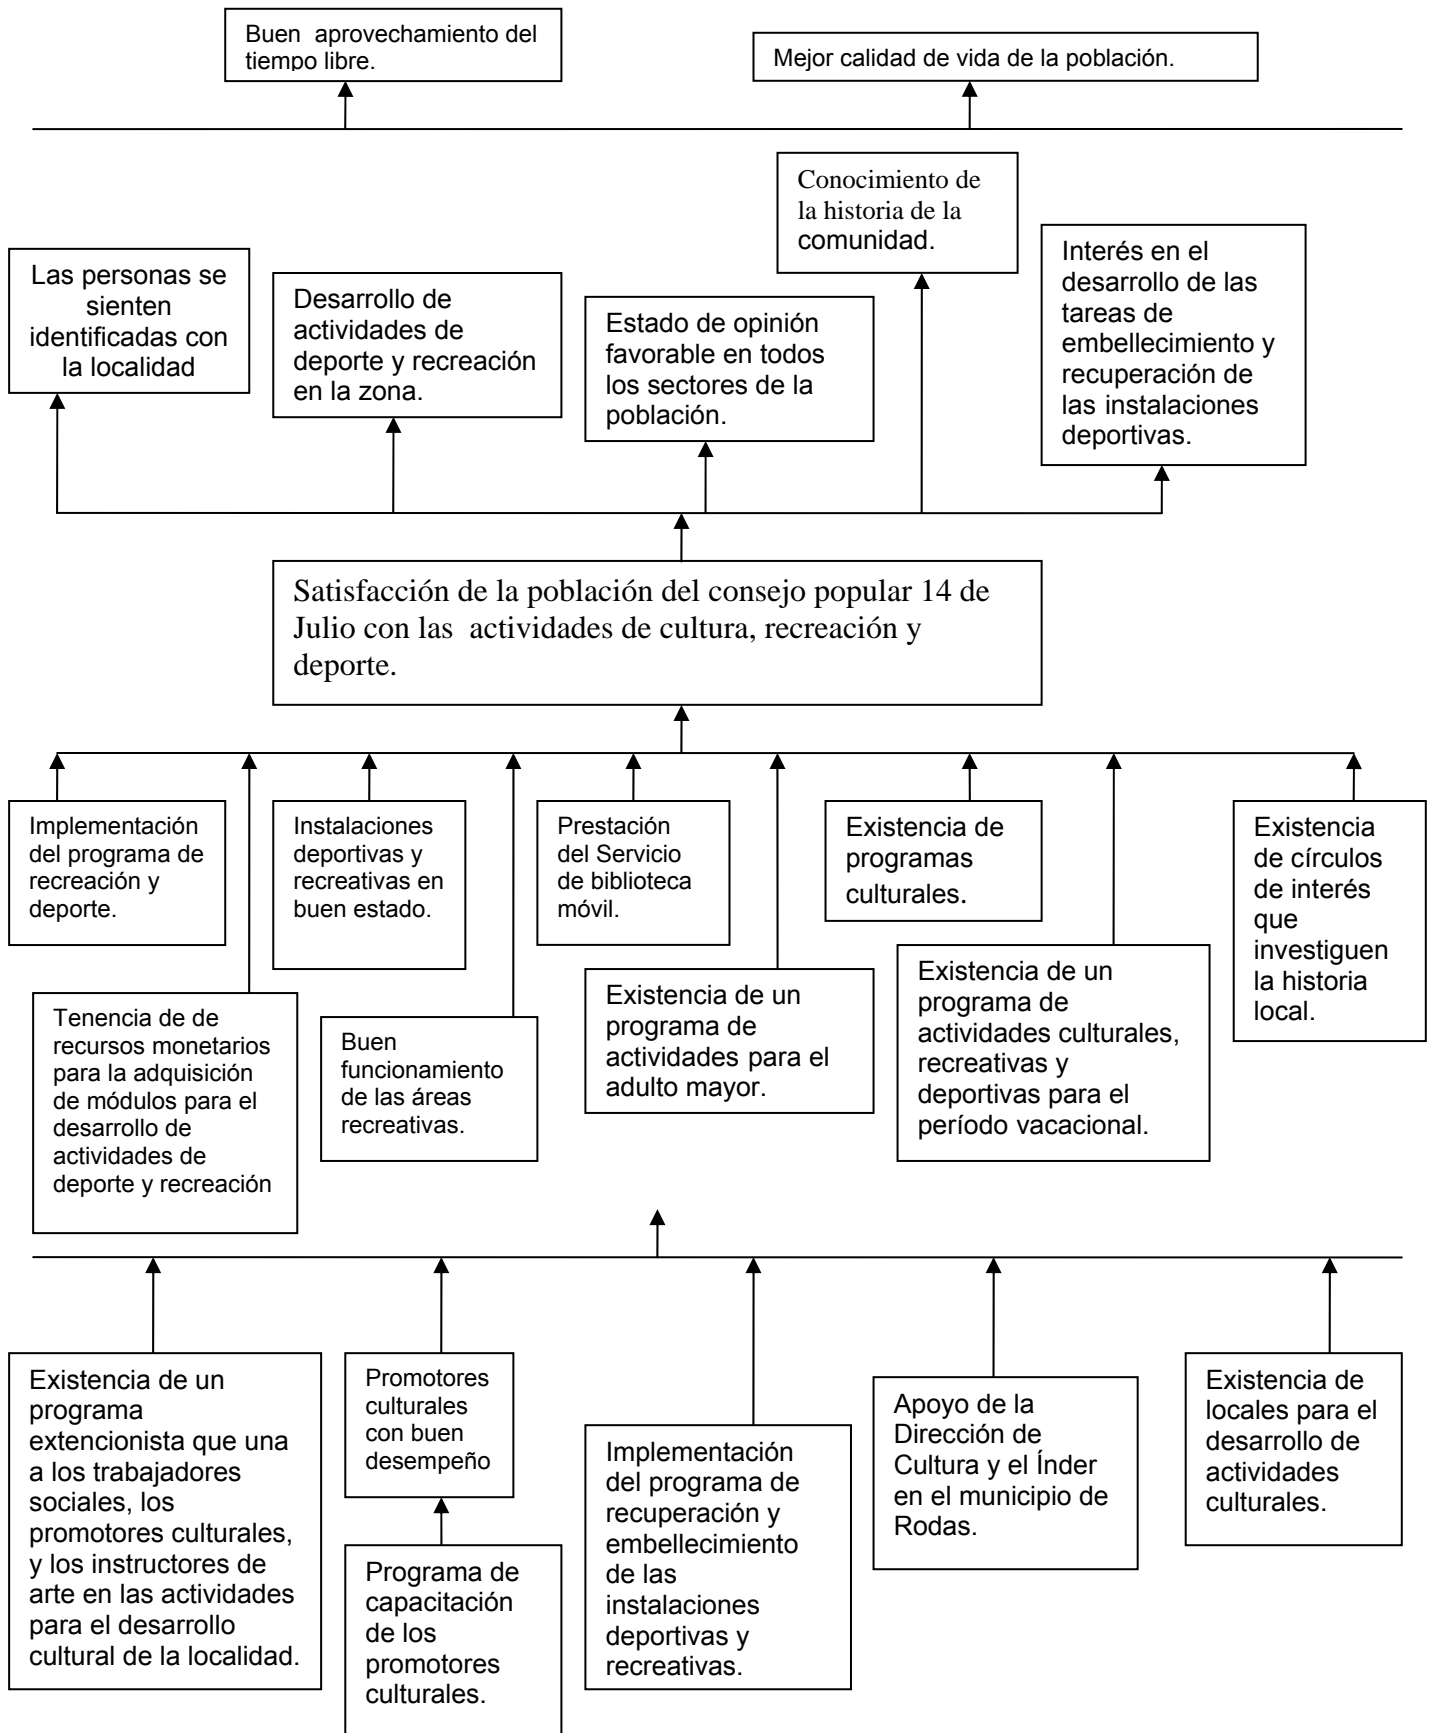 Buen  aprovechamiento del
tiempo libre.
Mejor calidad de vida de la población.
Conocimiento de
la historia de la
comunidad.
Las personas se
sienten
identificadas con
la localidad
Desarrollo de
actividades de
deporte y recreación
en la zona.
Estado de opinión
favorable en todos
los sectores de la
población.
Interés en el
desarrollo de las
tareas de
embellecimiento y
recuperación de
las instalaciones
deportivas.
Satisfacción de la población del consejo popular 14 de
Julio con las  actividades de cultura, recreación y
deporte.
Implementación
del programa de
recreación y
deporte.
Instalaciones
deportivas y
recreativas en
buen estado.
Prestación
del Servicio
de biblioteca
móvil.
Existencia de
programas
culturales.
Existencia
de círculos
de interés
que
investiguen
la historia
local.
Tenencia de de
recursos monetarios
para la adquisición
de módulos para el
desarrollo de
actividades de
deporte y recreación
Buen
funcionamiento
de las áreas
recreativas.
Existencia de un
programa de
actividades para el
adulto mayor.
Existencia de un
programa de
actividades culturales,
recreativas y
deportivas para el
período vacacional.
Existencia de un
programa
extencionista que una
a los trabajadores
sociales, los
promotores culturales,
y los instructores de
arte en las actividades
para el desarrollo
cultural de la localidad.
Promotores
culturales
con buen
desempeño
Programa de
capacitación
de los
promotores
culturales.
Implementación
del programa de
recuperación y
embellecimiento
de las
instalaciones
deportivas y
recreativas.
Apoyo de la
Dirección de
Cultura y el Índer
en el municipio de
Rodas.
Existencia de
locales para el
desarrollo de
actividades
culturales.